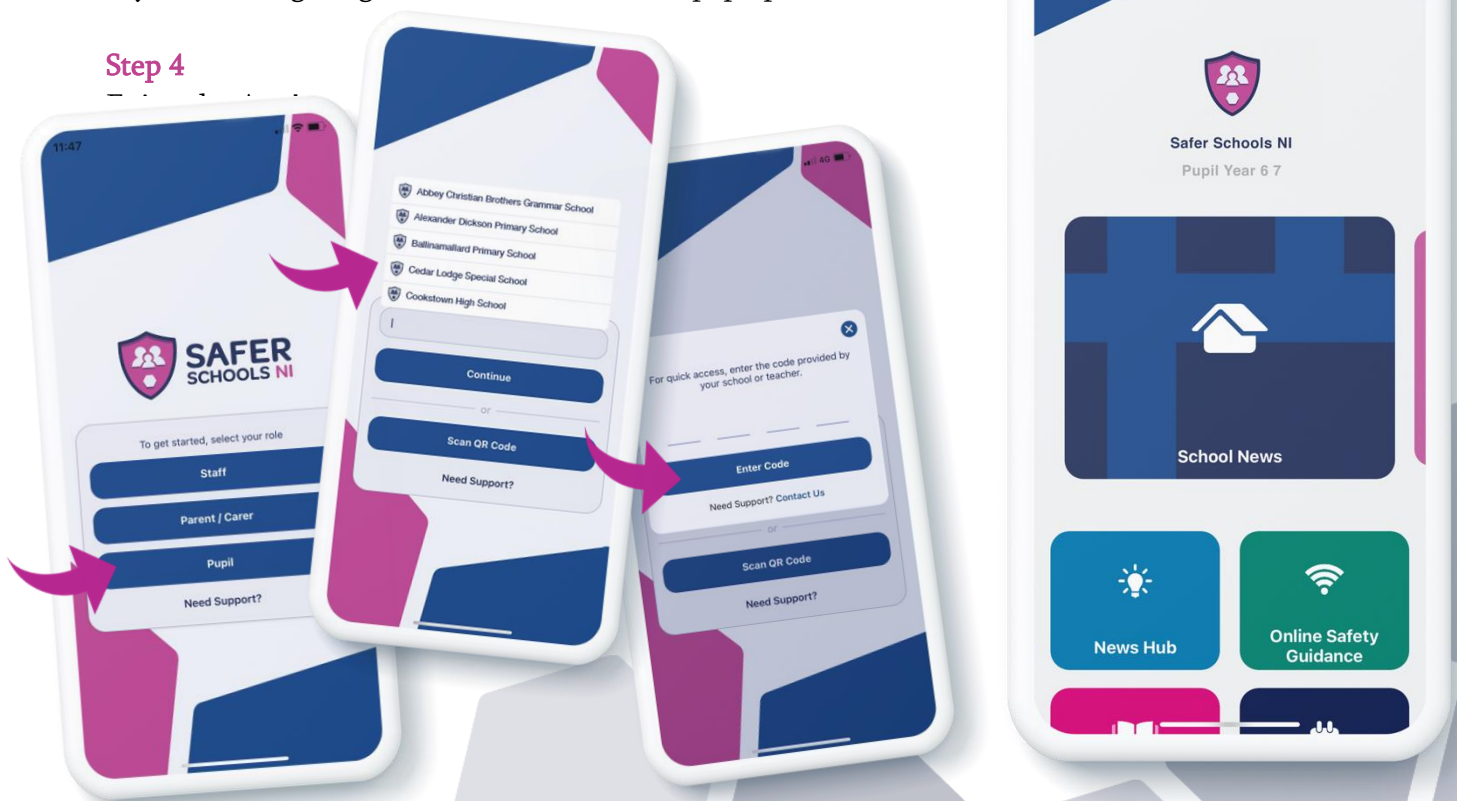 Step 4
11:47
SAFER
SCHOOLS NI
To get started, select your role
Staff
Parent / Carer
Pupil
Need Support?
Abbey Christian Brothers Grammar School
Alexander Dickson Primary School
Ballinamallard Primary School
Cedar Lodge Special School
Cookstown High School
Continue
or
Scan QR Code
Need Support?
4G
For quick access, enter the code provided by
your school or teacher.
Enter Code
Need Support? Contact Us
or
Scan QR Code
Need Support?
Safer Schools NI
Pupil Year 6 7
School News
News Hub
Online Safety
Guidance